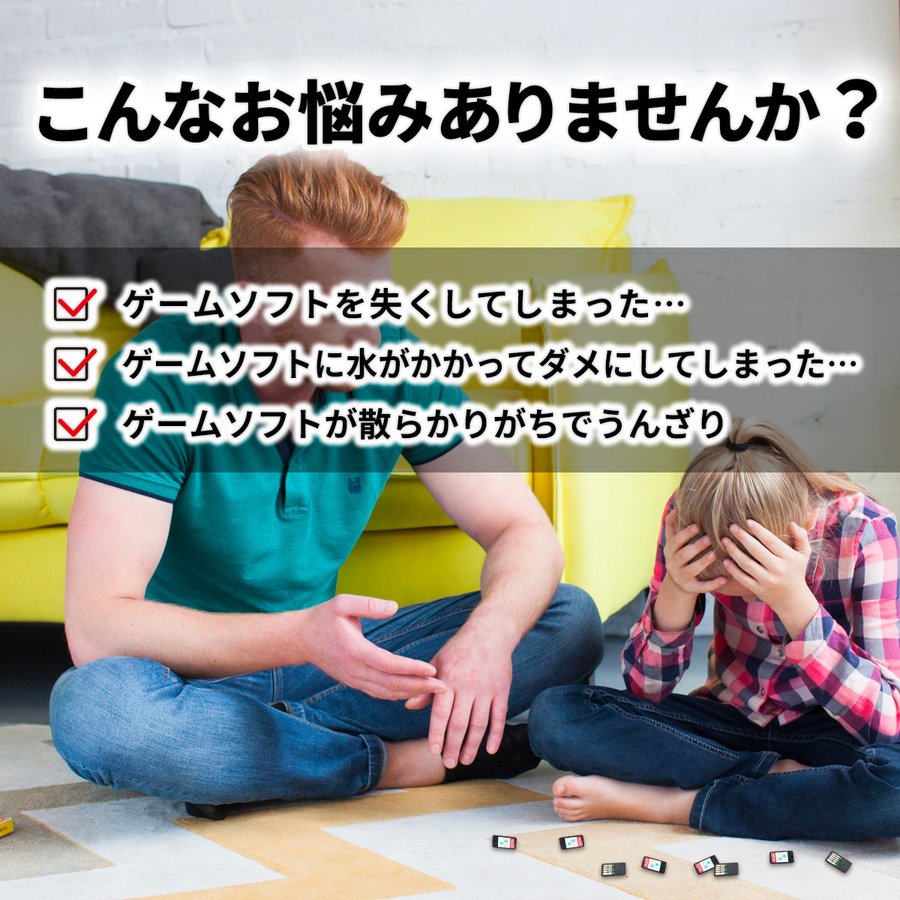 こんなお悩みありませんか?
ゲームソフトを失くしてしまった…
ゲームソフトに水がかかってダメにしてしまった…
ゲームソフトが散らかりがちでうんざり